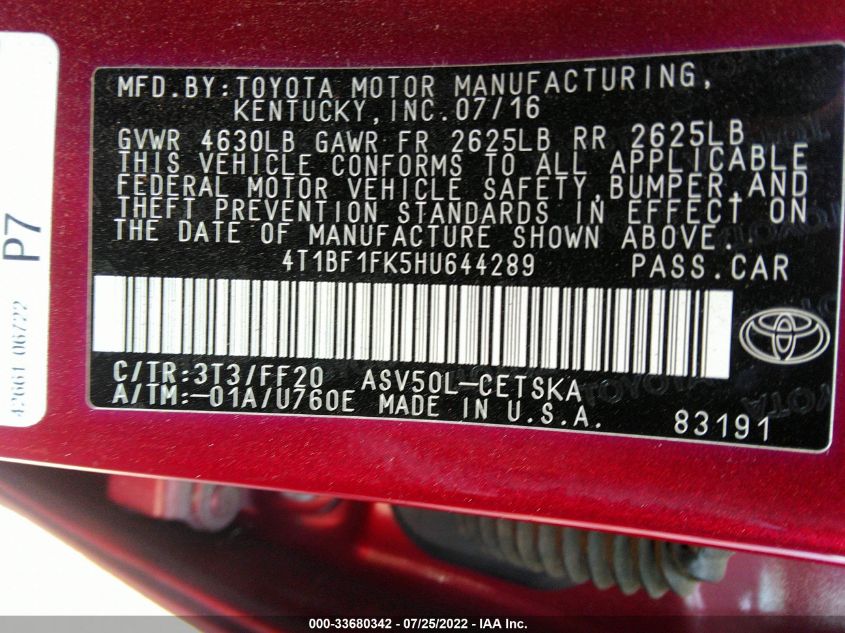 MFD.BY:TOYOTA MOTOR MANUFACTURING,
KENTUCKY,INC.07/16
GVWR 4630LB GAWR FR 2625LB RR 2625LB
THIS VEHICLE CONFORMS TO ALL APPLICABLE
FEDERAL MOTOR VEHICLE SAFETY,BUMPER,AND
THEFT PREVENTION STANDARDS IN EFFECT ON
THE DATE OF MANUFACTURE SHOWN ABOVE.
4T1BF1FK5HU644289 PASS.CAR
C/TR:3T3/FF20 ASV50L-CETSKA
A/TM:-01A/U760E MADE IN U.S.A.
83191
P7
42661 06722
000-33680342 - 07/25/2022 - IAA Inc.